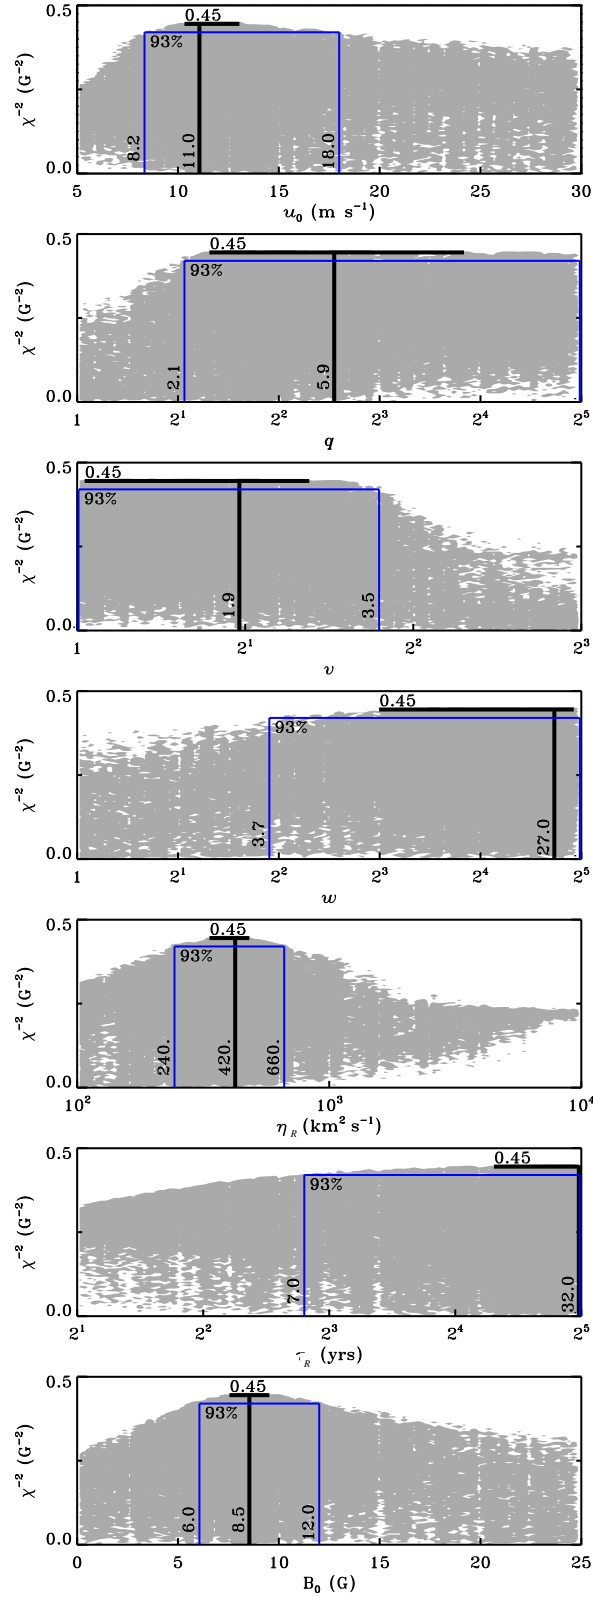 0.5
0.45
93%
χ⁻² (G⁻²)
8.2
11.0
18.0
0.0
5 10 15 20 25 30
u₀ (m s⁻¹)
0.5
0.45
93%
χ⁻² (G⁻²)
2.1
5.9
0.0
1 2¹ 2² 2³ 2⁴ 2⁵
q
0.5
0.45
93%
χ⁻² (G⁻²)
1.9
3.5
0.0
1 2¹ 2² 2³
v
0.5
0.45
93%
χ⁻² (G⁻²)
3.7
27.0
0.0
1 2¹ 2² 2³ 2⁴ 2⁵
w
0.5
0.45
93%
χ⁻² (G⁻²)
240.
420.
660.
0.0
10² 10³ 10⁴
η_R (km² s⁻¹)
0.5
0.45
93%
χ⁻² (G⁻²)
7.0
32.0
0.0
2¹ 2² 2³ 2⁴ 2⁵
τ_R (yrs)
0.5
0.45
93%
χ⁻² (G⁻²)
6.0
8.5
12.0
0.0
0 5 10 15 20 25
B₀ (G)